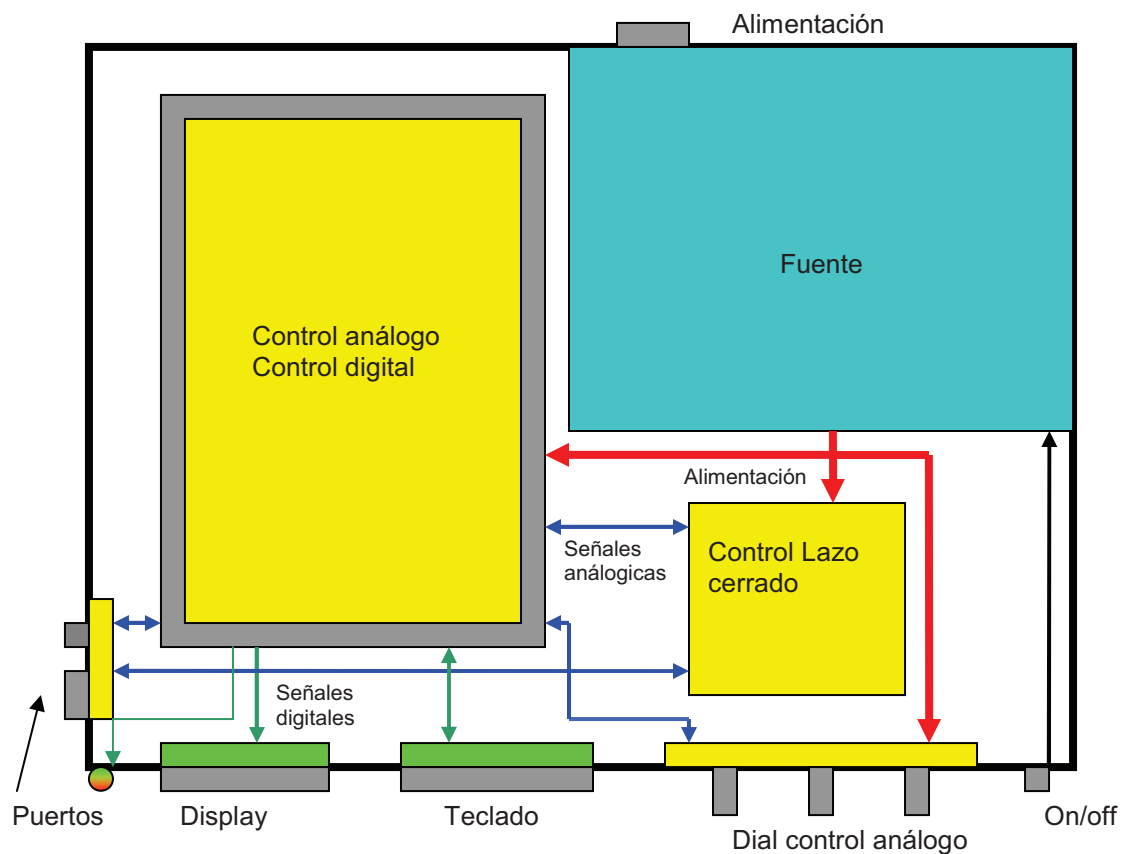 Alimentación
Fuente
Control análogo
Control digital
Alimentación
Señales
análogicas
Control Lazo
cerrado
Señales
digitales
Puertos
Display
Teclado
On/off
Dial control análogo